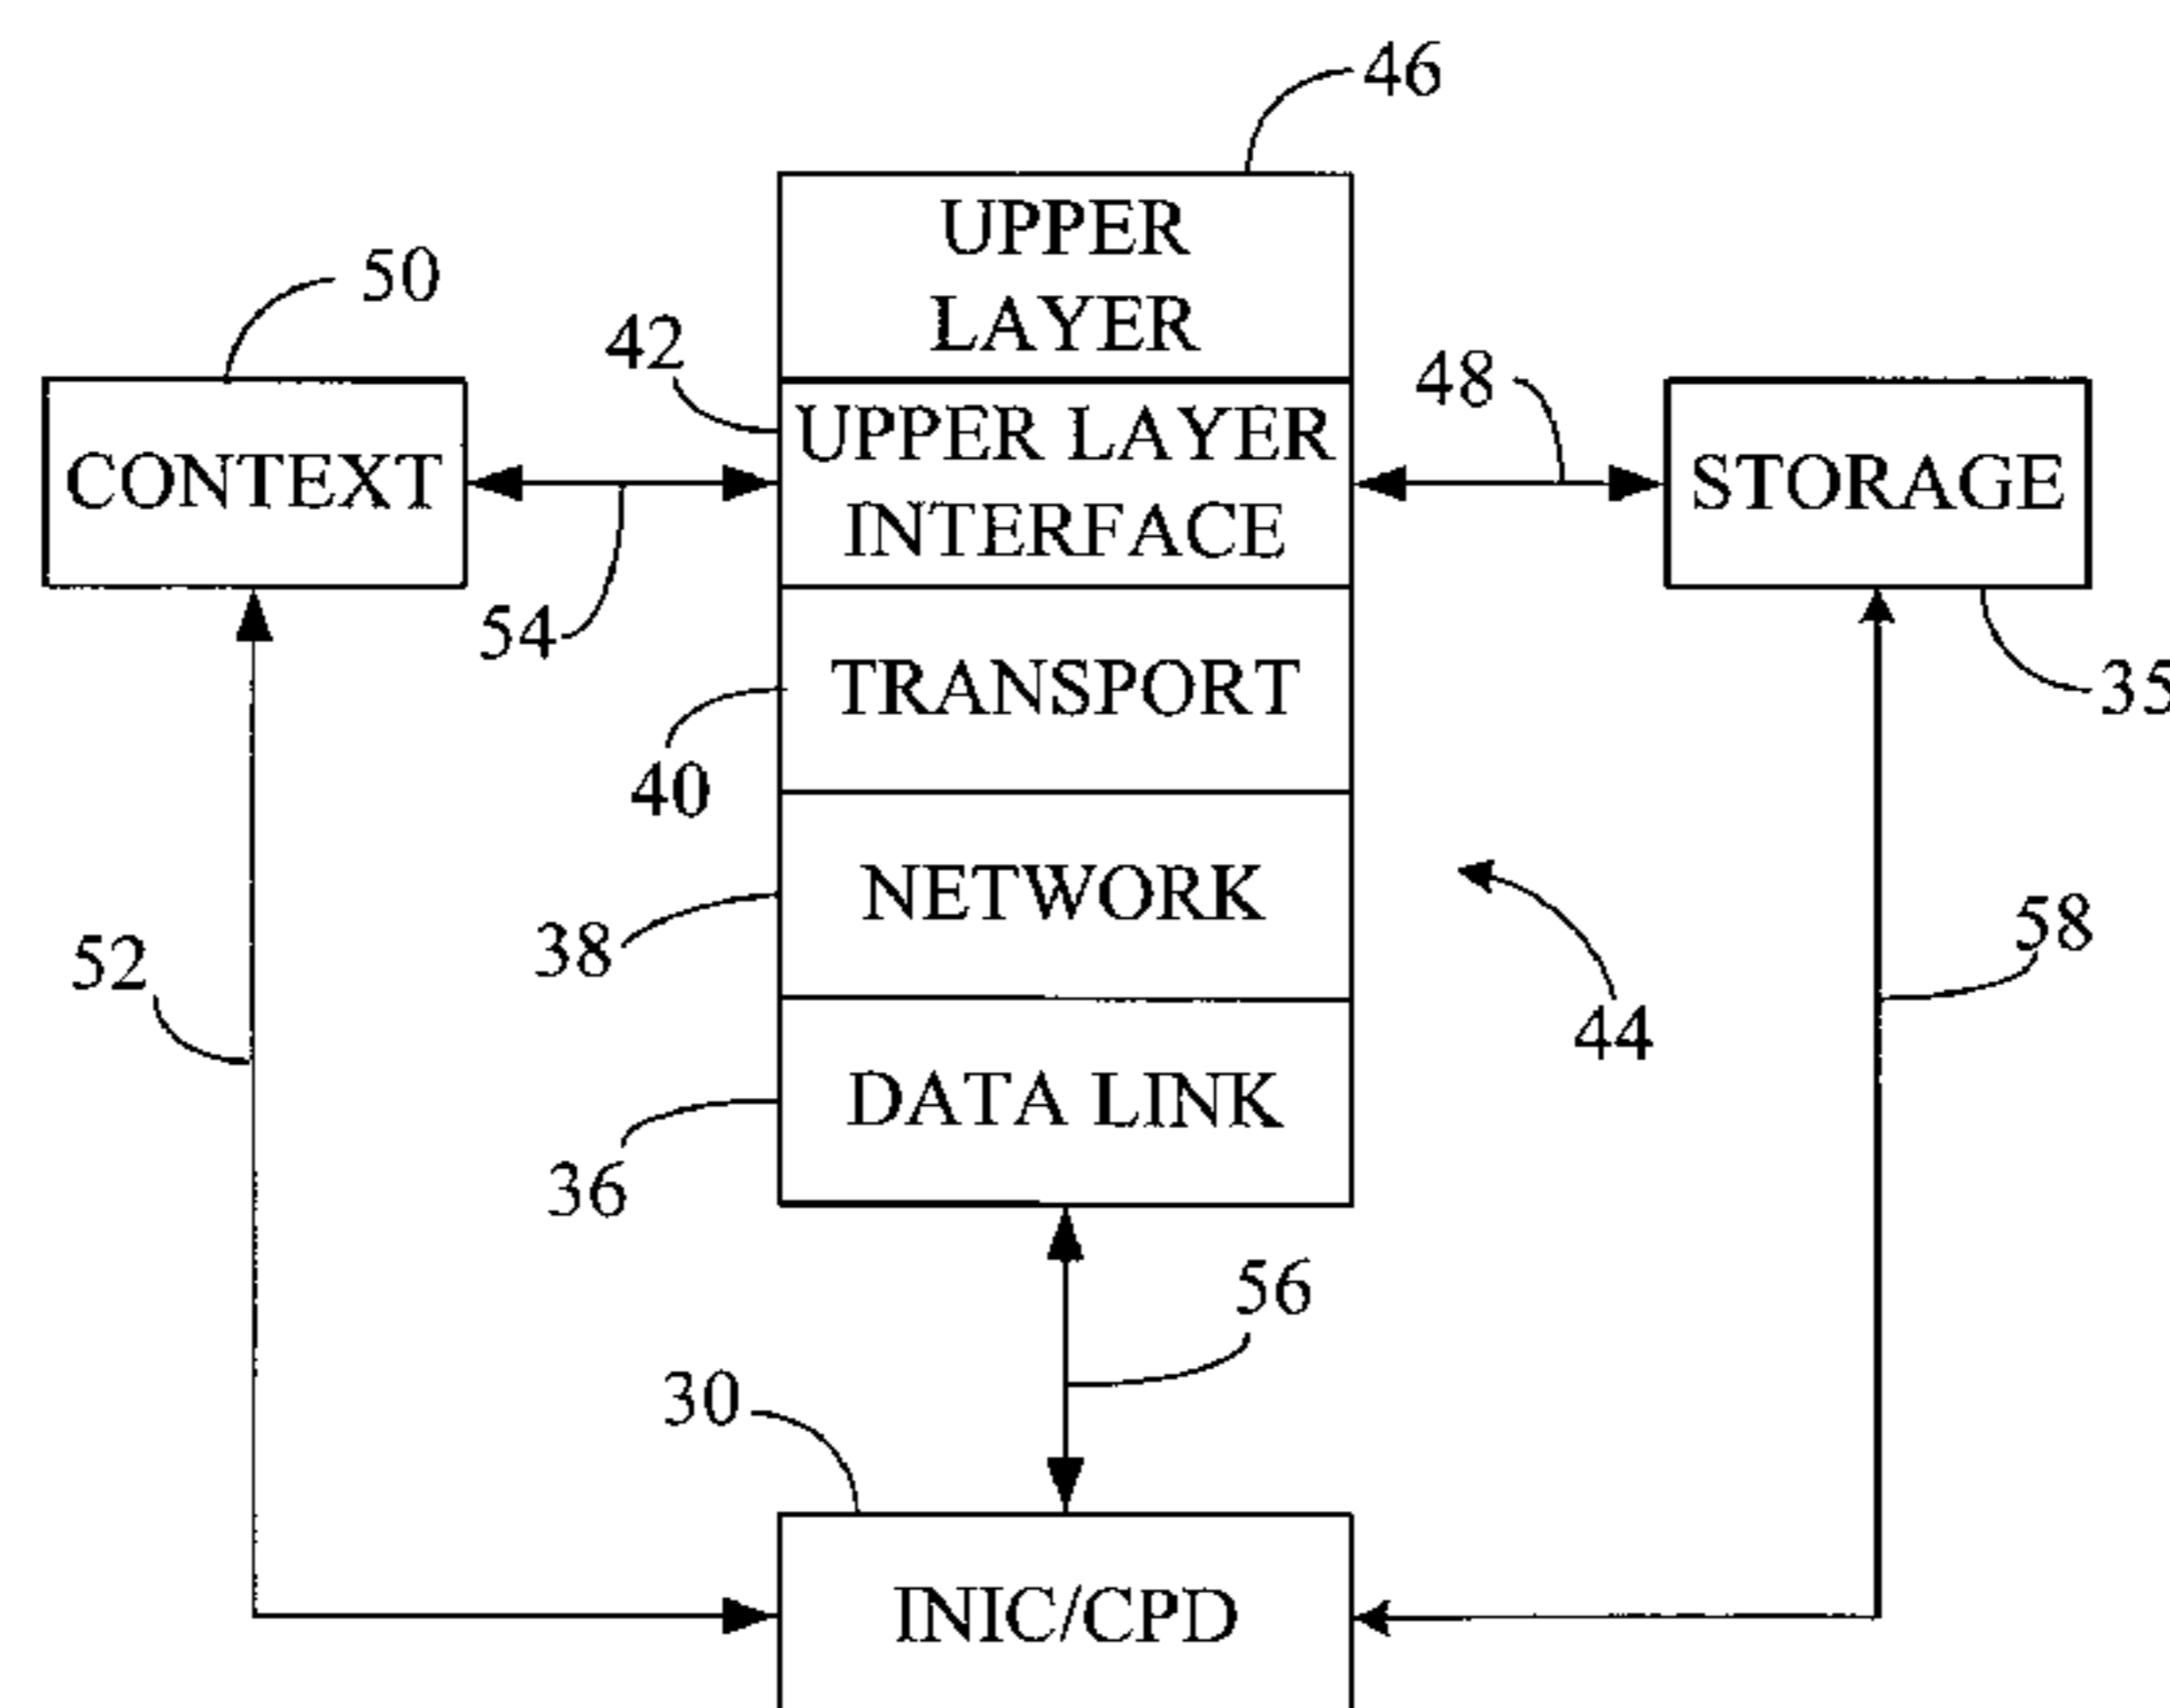 46
UPPER
LAYER
50
42
UPPER LAYER
INTERFACE
48
CONTEXT
STORAGE
54
TRANSPORT
35
40
NETWORK
38
52
58
44
DATA LINK
36
56
30
INIC/CPD